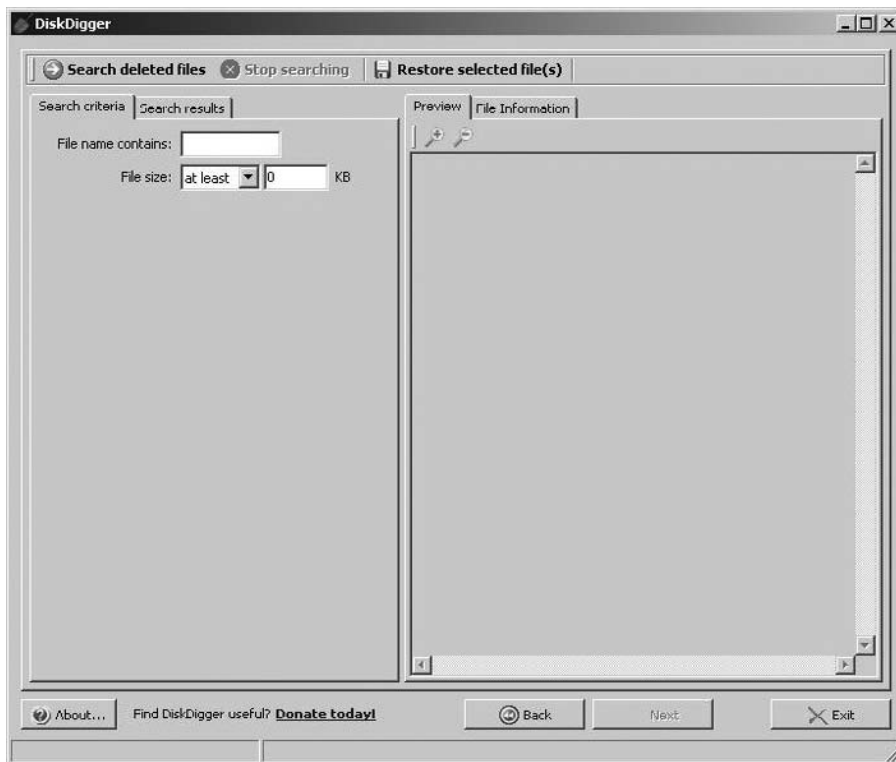 DiskDigger
Search deleted files Stop searching Restore selected file(s)
Search criteria Search results
File name contains:
File size: at least 0 KB
Preview File Information
About... Find DiskDigger useful? Donate today! Back Next Exit